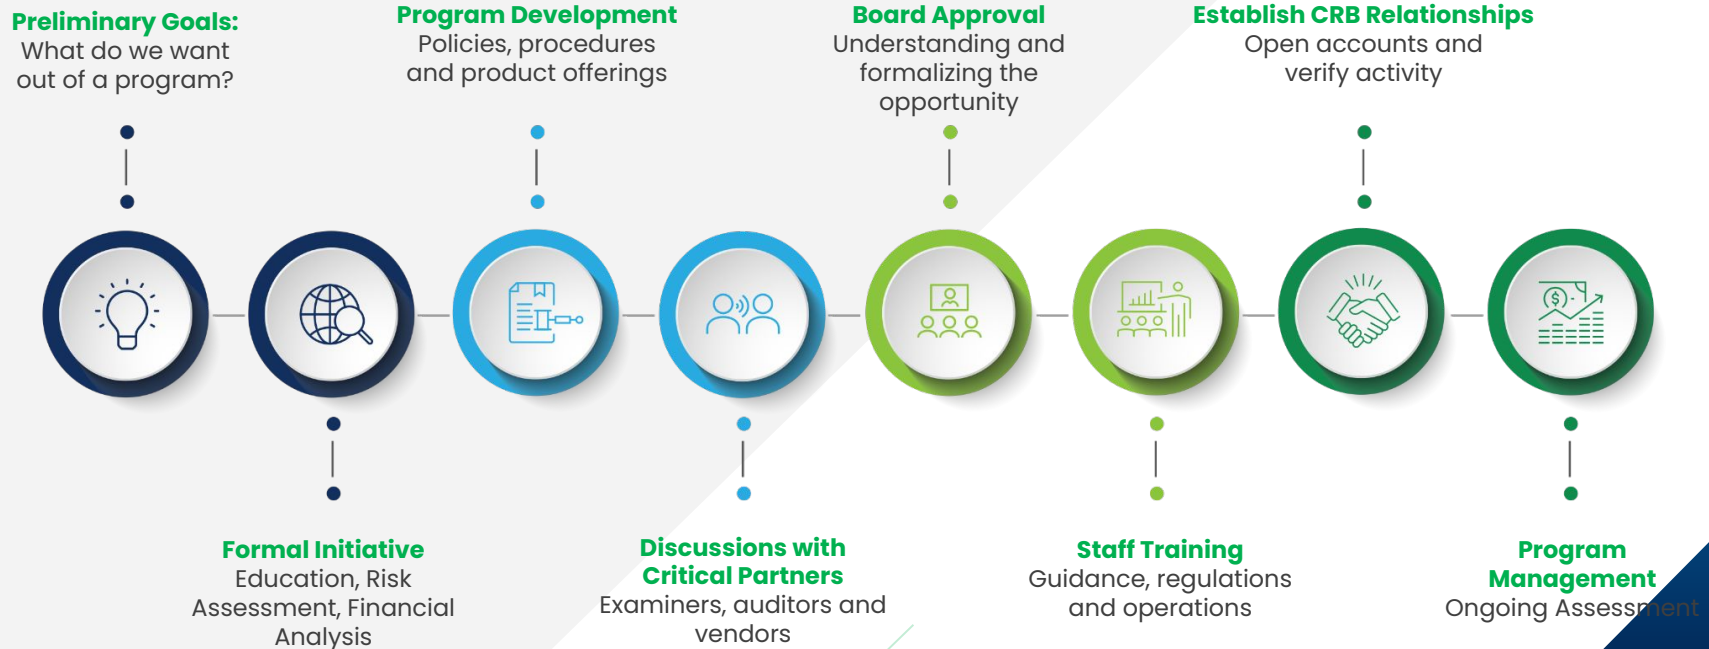 Preliminary Goals:
What do we want
out of a program?
Program Development
Policies, procedures
and product offerings
Board Approval
Understanding and
formalizing the
opportunity
Establish CRB Relationships
Open accounts and
verify activity
Formal Initiative
Education, Risk
Assessment, Financial
Analysis
Discussions with
Critical Partners
Examiners, auditors and
vendors
Staff Training
Guidance, regulations
and operations
Program
Management
Ongoing Assessment